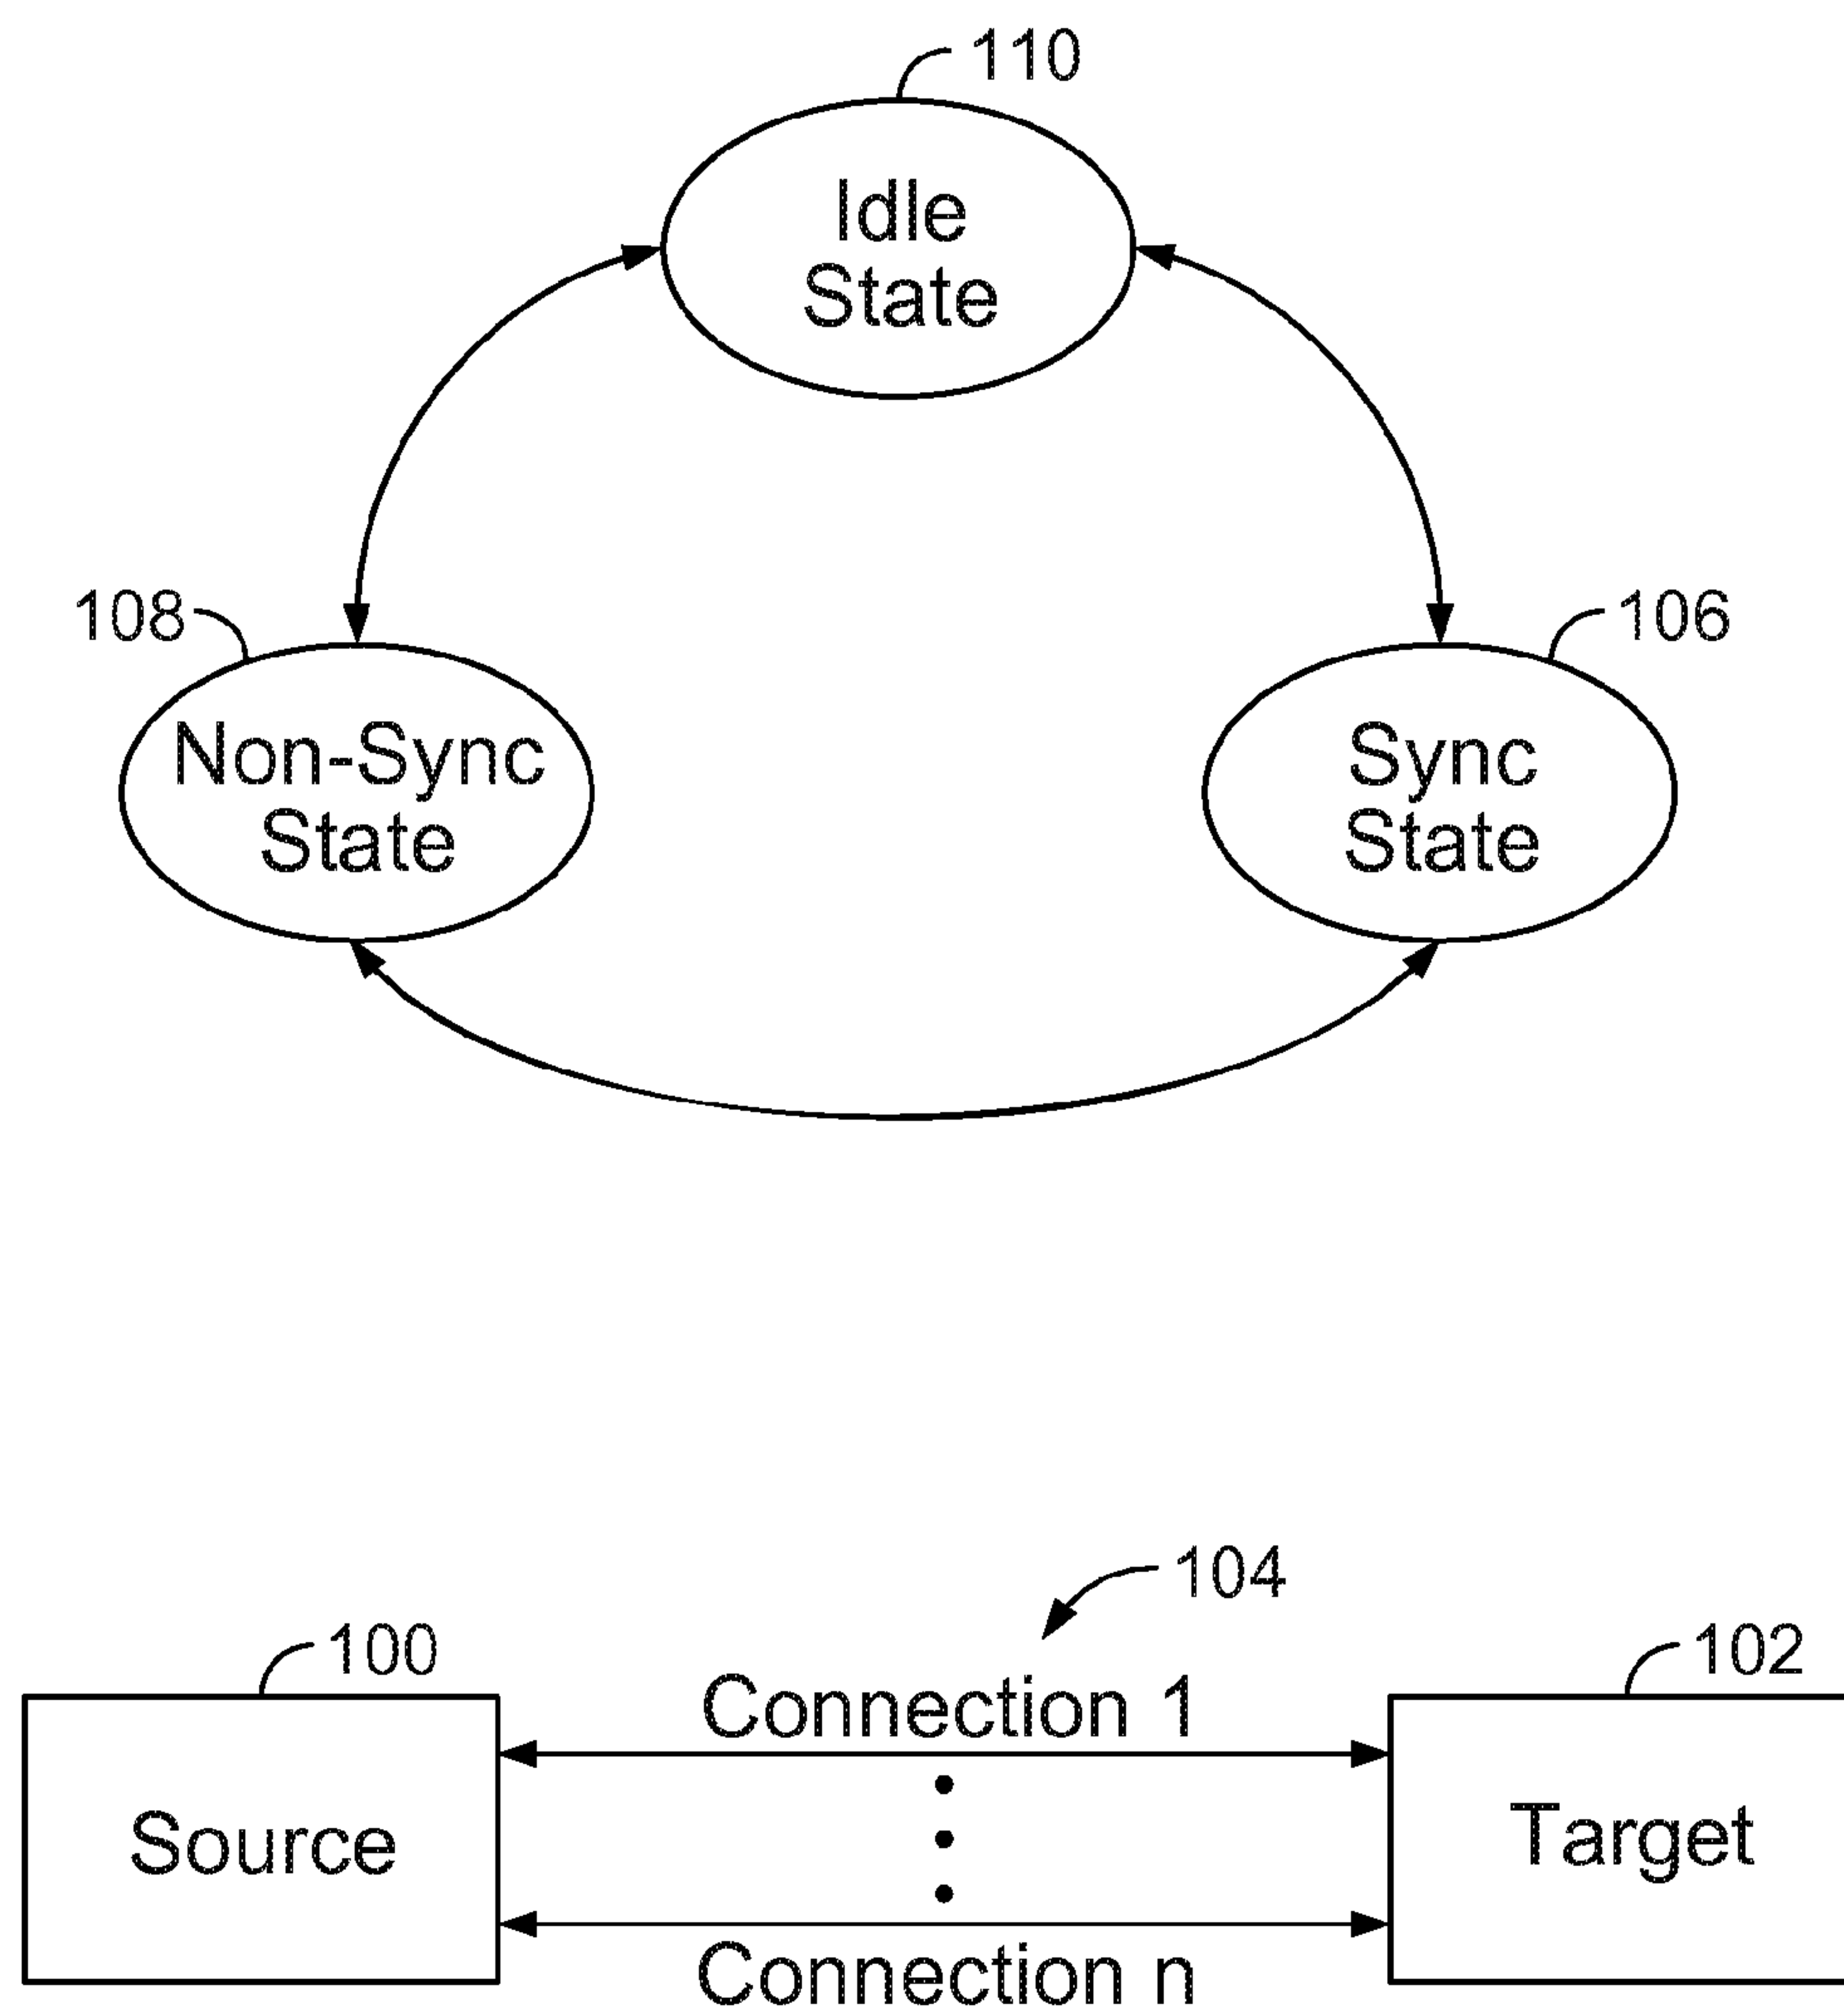 110
Idle
State
108
106
Non-Sync
State
Sync
State
104
100
102
Connection 1
Source
Target
Connection n